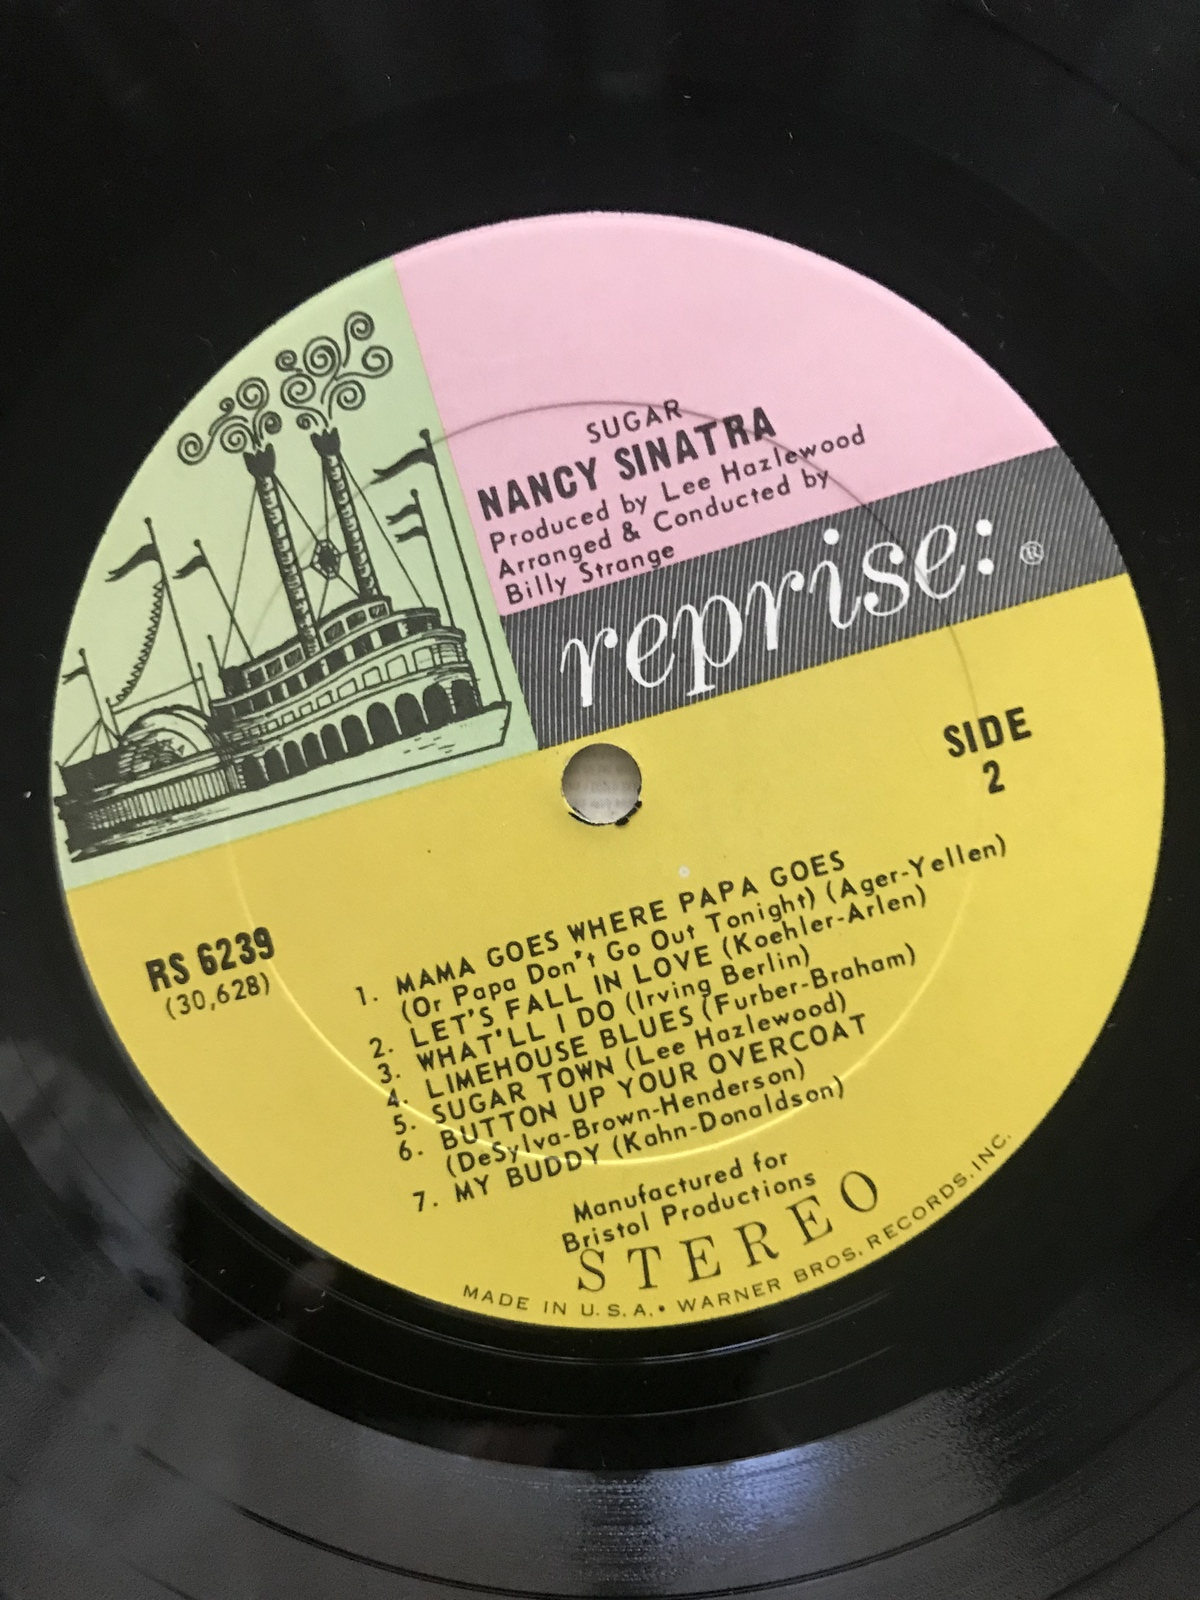 SUGAR
NANCY SINATRA
Produced by Lee Hazlewood
Arranged & Conducted by
Billy Strange
reprise: ®
SIDE
2
RS 6239
(30,628)
1. MAMA GOES WHERE PAPA GOES
(Or Papa Don't Go Out Tonight) (Ager-Yellen)
2. LET'S FALL IN LOVE (Koehler-Arlen)
3. WHAT'LL I DO (Irving Berlin)
4. LIMEHOUSE BLUES (Furber-Braham)
5. SUGAR TOWN (Lee Hazlewood)
6. BUTTON UP YOUR OVERCOAT
(DeSylva-Brown-Henderson)
7. MY BUDDY (Kahn-Donaldson)
Manufactured for
Bristol Productions
STEREO
MADE IN U.S.A. • WARNER BROS. RECORDS, INC.